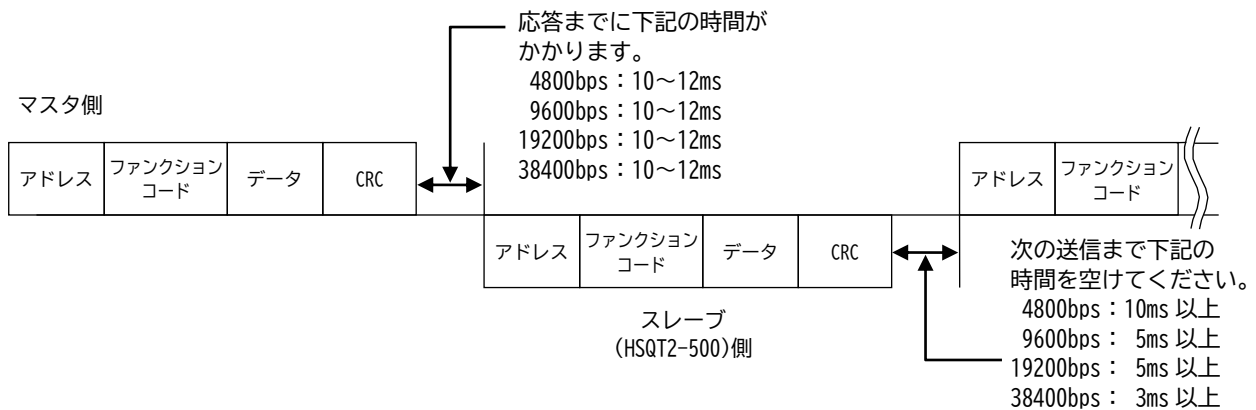 応答までに下記の時間が
かかります。
4800bps：10～12ms
9600bps：10～12ms
19200bps：10～12ms
38400bps：10～12ms
マスタ側
アドレス
ファンクション
コード
データ
CRC
アドレス
ファンクション
コード
アドレス
ファンクション
コード
データ
CRC
スレーブ
(HSQT2-500)側
次の送信まで下記の
時間を空けてください。
4800bps：10ms 以上
9600bps： 5ms 以上
19200bps： 5ms 以上
38400bps： 3ms 以上